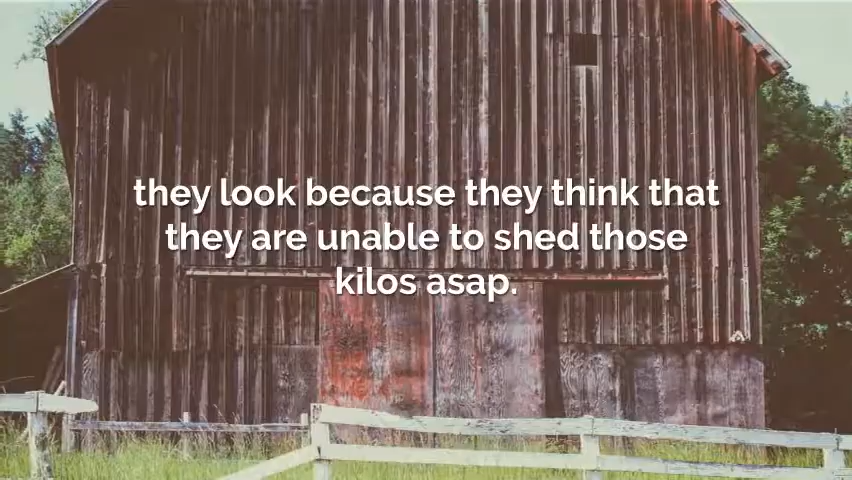 they look because they think that
they are unable to shed those
kilos asap.